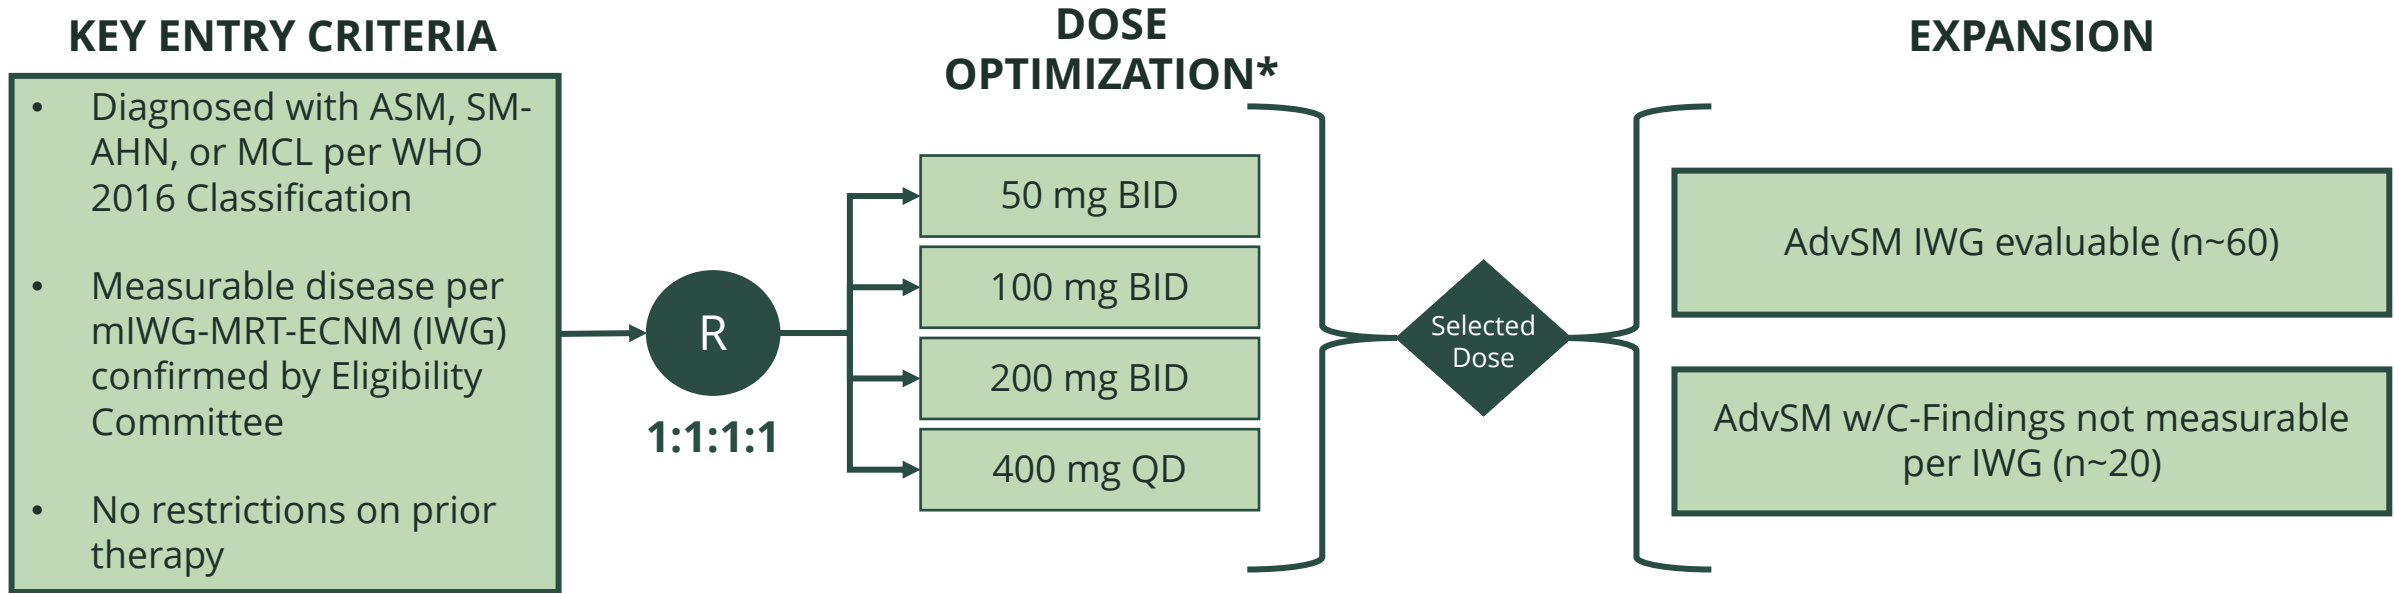 KEY ENTRY CRITERIA
• Diagnosed with ASM, SM-
AHN, or MCL per WHO
2016 Classification
• Measurable disease per
mIWG-MRT-ECNM (IWG)
confirmed by Eligibility
Committee
• No restrictions on prior
therapy
R
1:1:1:1
DOSE
OPTIMIZATION*
50 mg BID
100 mg BID
200 mg BID
400 mg QD
Selected
Dose
EXPANSION
AdvSM IWG evaluable (n~60)
AdvSM w/C-Findings not measurable
per IWG (n~20)